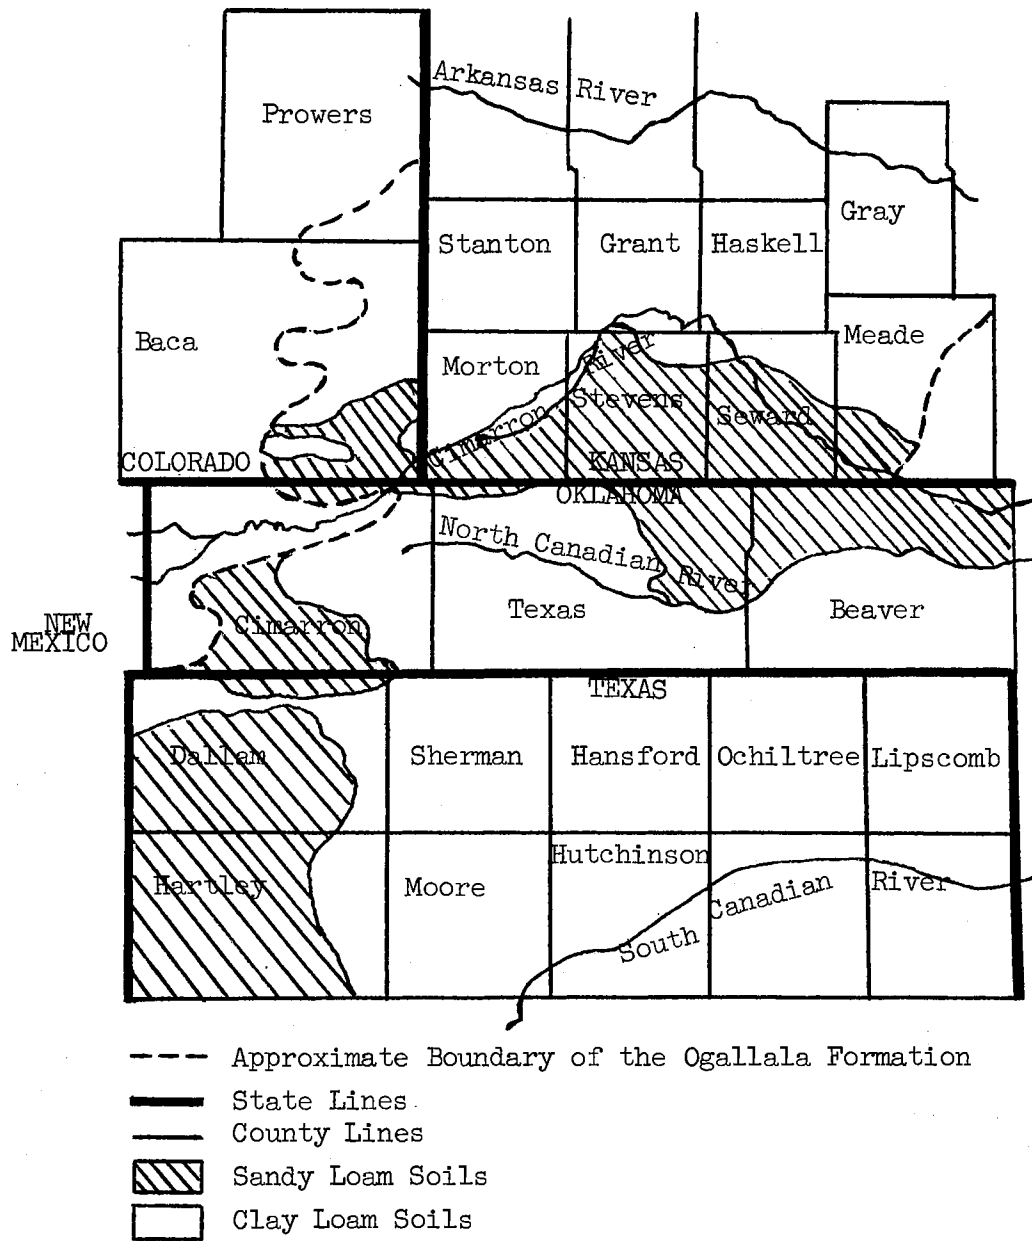 Arkansas River
Prowers
Gray
Stanton
Grant
Haskell
Baca
Morton
Meade
Cimarron River
Stevens
Seward
COLORADO
KANSAS
OKLAHOMA
North Canadian River
NEW
MEXICO
Cimarron
Texas
Beaver
TEXAS
Dallam
Sherman
Hansford
Ochiltree
Lipscomb
Hutchinson
Hartley
Moore
South Canadian River
Approximate Boundary of the Ogallala Formation
State Lines
County Lines
Sandy Loam Soils
Clay Loam Soils